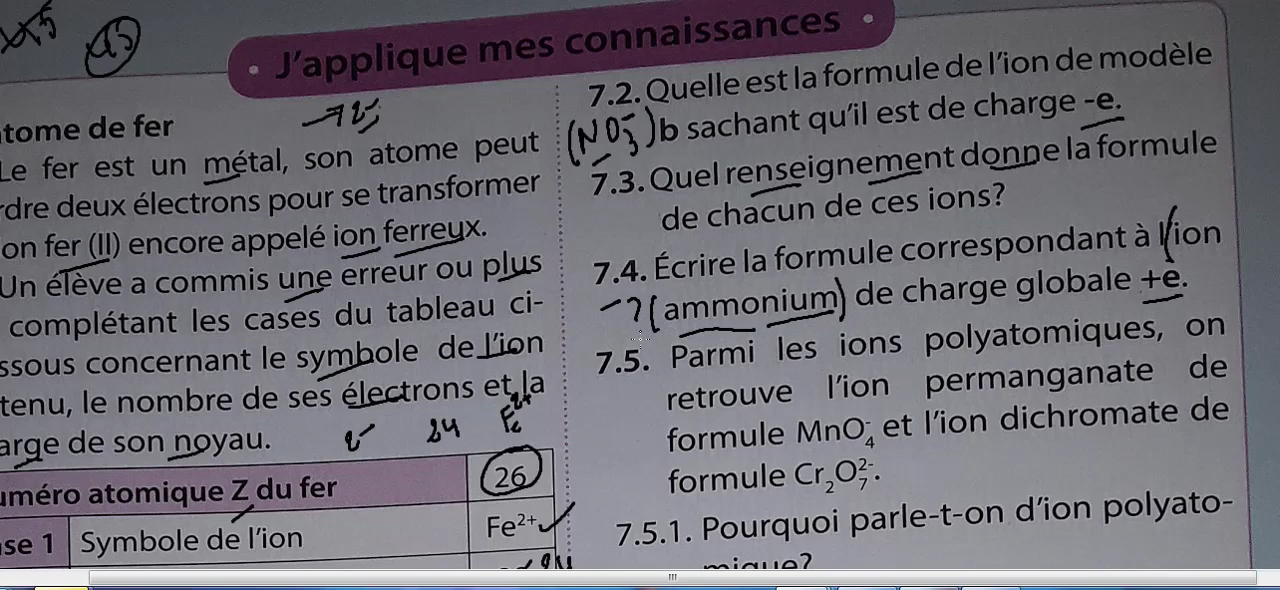 • J'applique mes connaissances •
tome de fer
Le fer est un métal, son atome peut
rdre deux électrons pour se transformer
on fer (II) encore appelé ion ferreux.
Un élève a commis une erreur ou plus
complétant les cases du tableau ci-
ssous concernant le symbole de l'ion
tenu, le nombre de ses électrons et la
arge de son noyau.
24 Fe2+
uméro atomique Z du fer 26
se 1 Symbole de l'ion Fe²⁺
7.2. Quelle est la formule de l'ion de modèle
(NO₃⁻) b sachant qu'il est de charge -e.
7.3. Quel renseignement donne la formule
de chacun de ces ions?
7.4. Écrire la formule correspondant à l'ion
? (ammonium) de charge globale +e.
7.5. Parmi les ions polyatomiques, on
retrouve l'ion permanganate de
formule MnO₄⁻ et l'ion dichromate de
formule Cr₂O₇²⁻.
7.5.1. Pourquoi parle-t-on d'ion polyato-
mique?